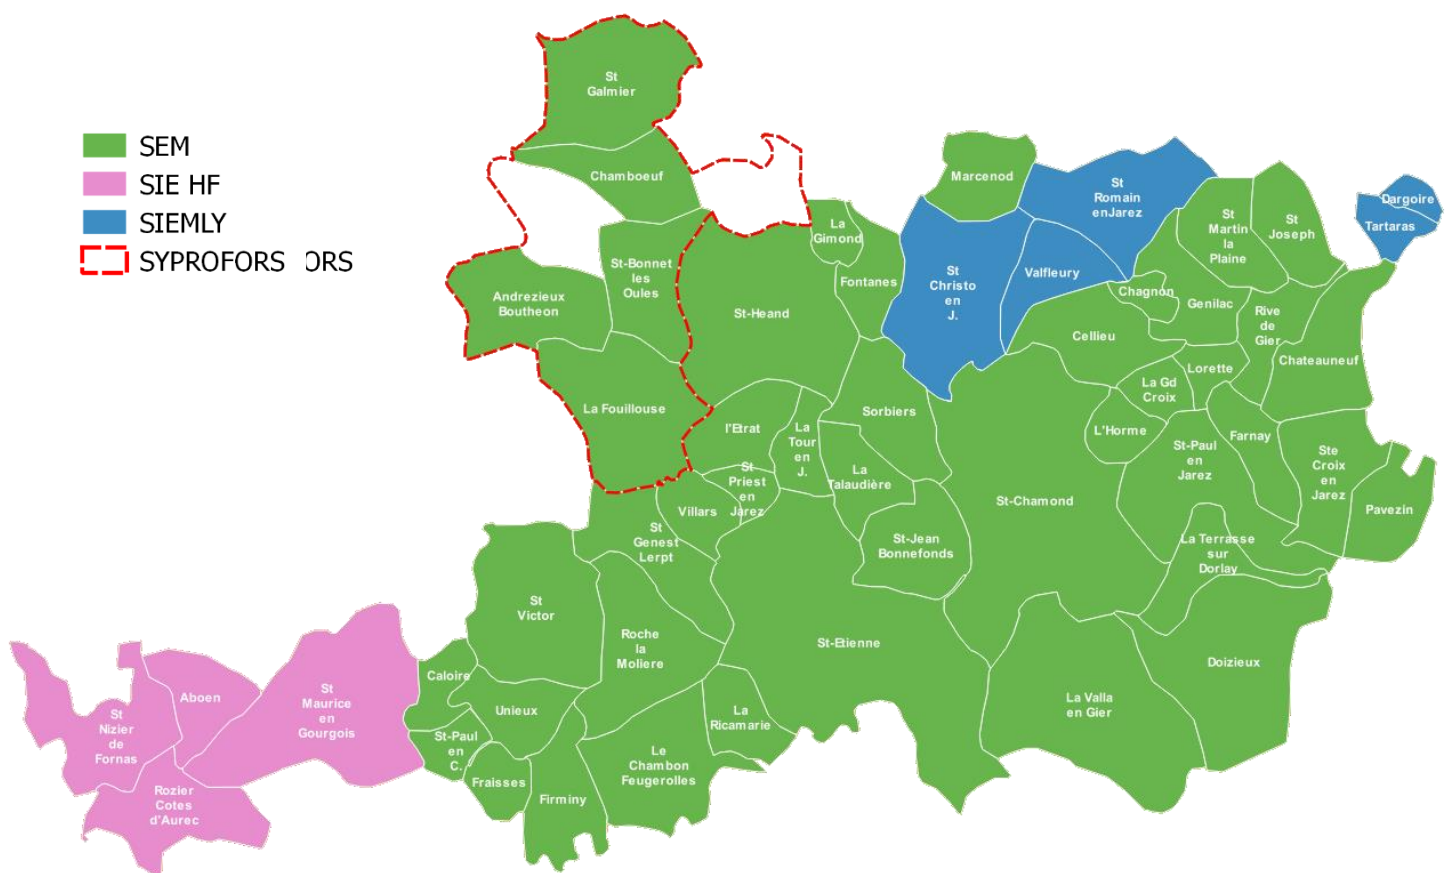 SEM
SIE HF
SIEMLY
SYPROFORS ORS
St
Galmier
Chamboeuf
Marcenod
St
Romain
enJarez
Dargoire
Tartaras
La
Gimond
St
Martin
la
Plaine
St
Joseph
St-Bonnet
les
Oules
Andrezieux
Boutheon
St-Heand
Fontanes
St
Christo
en
J.
Valfleury
Chagnon
Genilac
Rive
de
Gier
Cellieu
Chateauneuf
Lorette
La Gd
Croix
La Fouillouse
l'Etrat
La
Tour
en
J.
Sorbiers
L'Horme
St-Paul
en
Jarez
Farnay
Ste
Croix
en
Jarez
Pavezin
St
Priest
en
Jarez
La
Talaudière
St-Chamond
Villars
St
Genest
Lerpt
St-Jean
Bonnefonds
La Terrasse
sur
Dorlay
St
Victor
Roche
la
Moliere
St-Etienne
Doizieux
La Valla
en Gier
Caloire
Unieux
La
Ricamarie
St-Paul
en
C.
Le
Chambon
Feugerolles
Fraisses
Firminy
St
Maurice
en
Gourgois
Aboen
St
Nizier
de
Fornas
Rozier
Cotes
d'Aurec